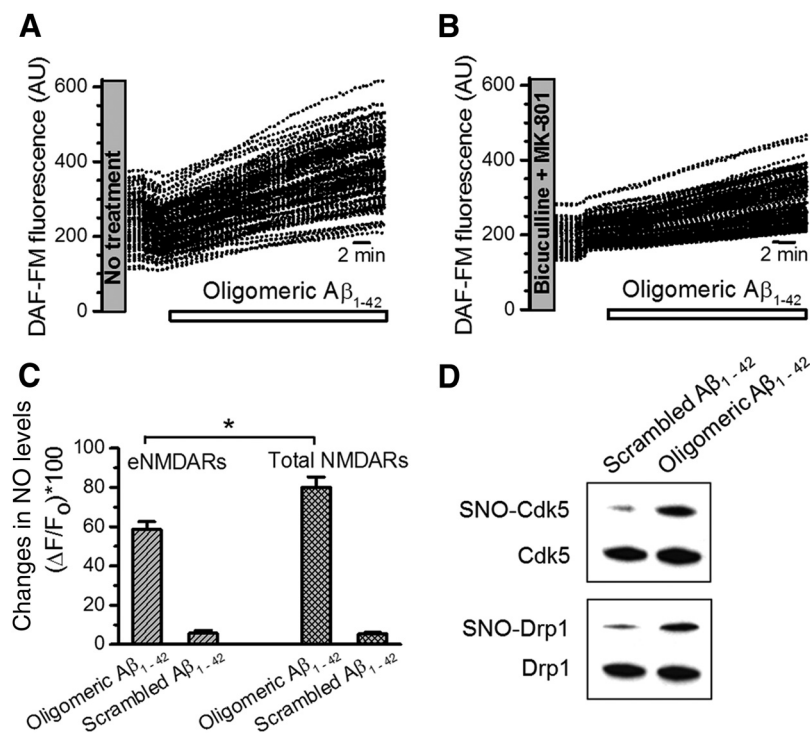 A
DAF-FM fluorescence (AU)
600
400
200
0
No treatment
2 min
Oligomeric Aβ1-42
B
DAF-FM fluorescence (AU)
600
400
200
0
Bicuculline + MK-801
2 min
Oligomeric Aβ1-42
C
Changes in NO levels
(ΔF/Fo)*100
100
80
60
40
20
0
*
eNMDARs
Total NMDARs
Oligomeric Aβ1-42
Scrambled Aβ1-42
Oligomeric Aβ1-42
Scrambled Aβ1-42
D
Scrambled Aβ1-42
Oligomeric Aβ1-42
SNO-Cdk5
Cdk5
SNO-Drp1
Drp1